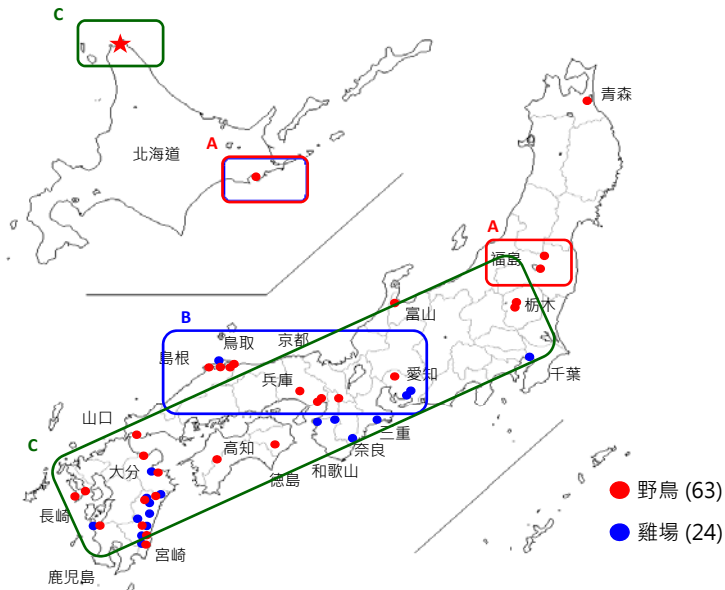 C
北海道
A
青森
A
福島
栃木
富山
B
鳥取
京都
島根
兵庫
愛知
千葉
山口
三重
C
高知
奈良
大分
和歌山
徳島
長崎
宮崎
鹿児島
野鳥 (63)
雞場 (24)